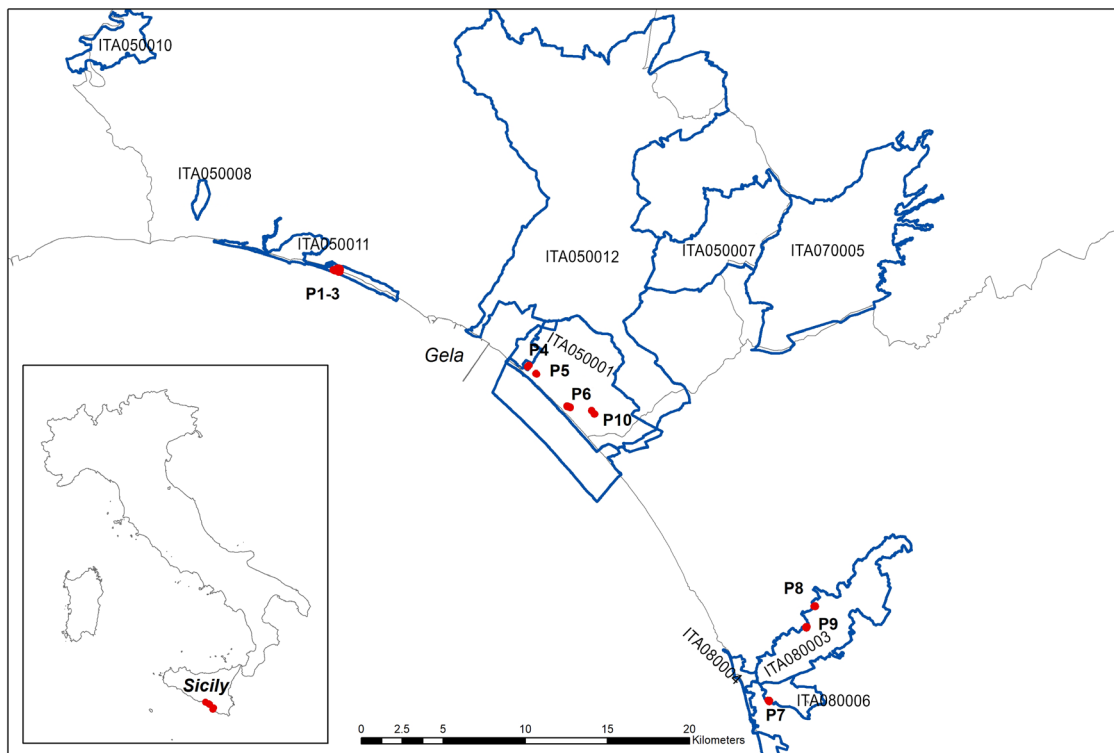 ITA050010
ITA050008
ITA050011
P1-3
ITA050012
ITA050007
ITA070005
Gela
P4
ITA050001
P5
P6
P10
Sicily
P8
P9
ITA080003
ITA080004
ITA080006
P7
0 2.5 5 10 15 20
Kilometers